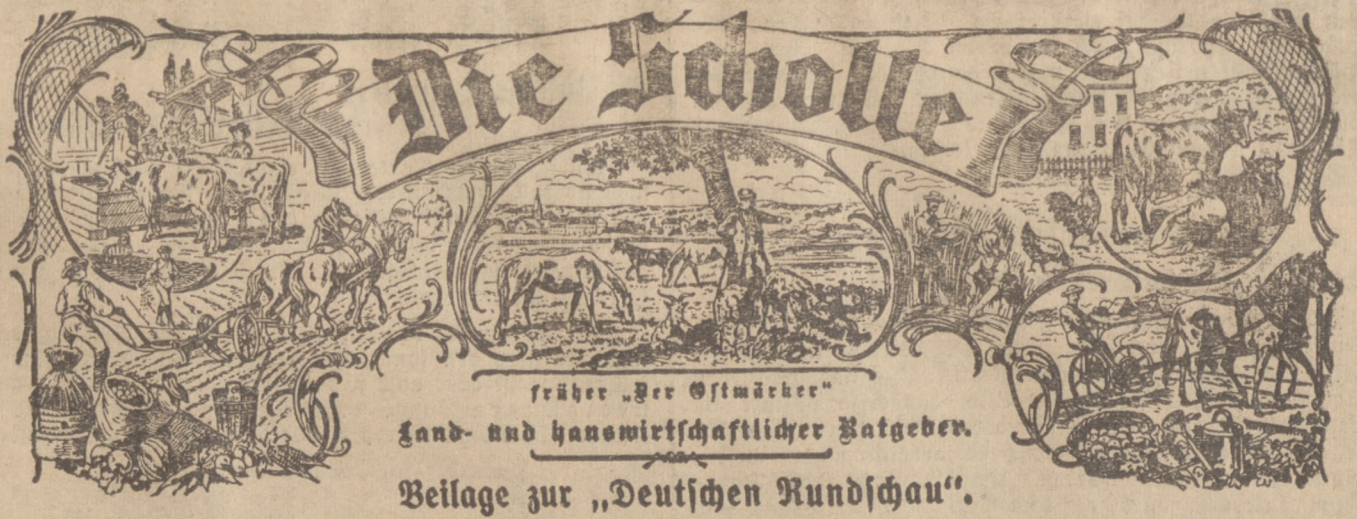 Die Scholle
früher „Der Ostmärker“
Land- und hauswirtschaftlicher Ratgeber.
Beilage zur „Deutschen Rundschau“.